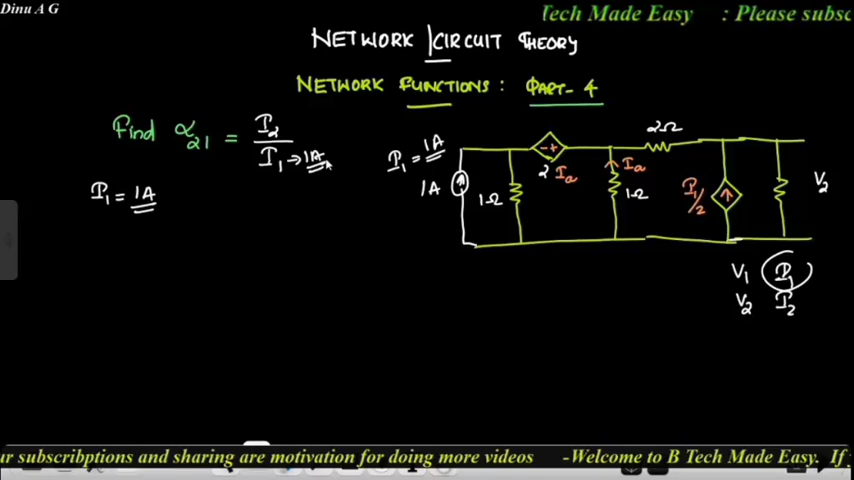 Dinu A G
Tech Made Easy : Please subsc
NETWORK | CIRCUIT THEORY
NETWORK FUNCTIONS: PART-4
Find α21 = I2 / I1 → 1A
I1 = 1A
I1 = 1A
1A
1Ω
- +
2 Ia
Ia
1Ω
2Ω
I1/2
V2
V1 I1
V2 I2
ur subscribptions and sharing are motivation for doing more videos -Welcome to B Tech Made Easy. If y